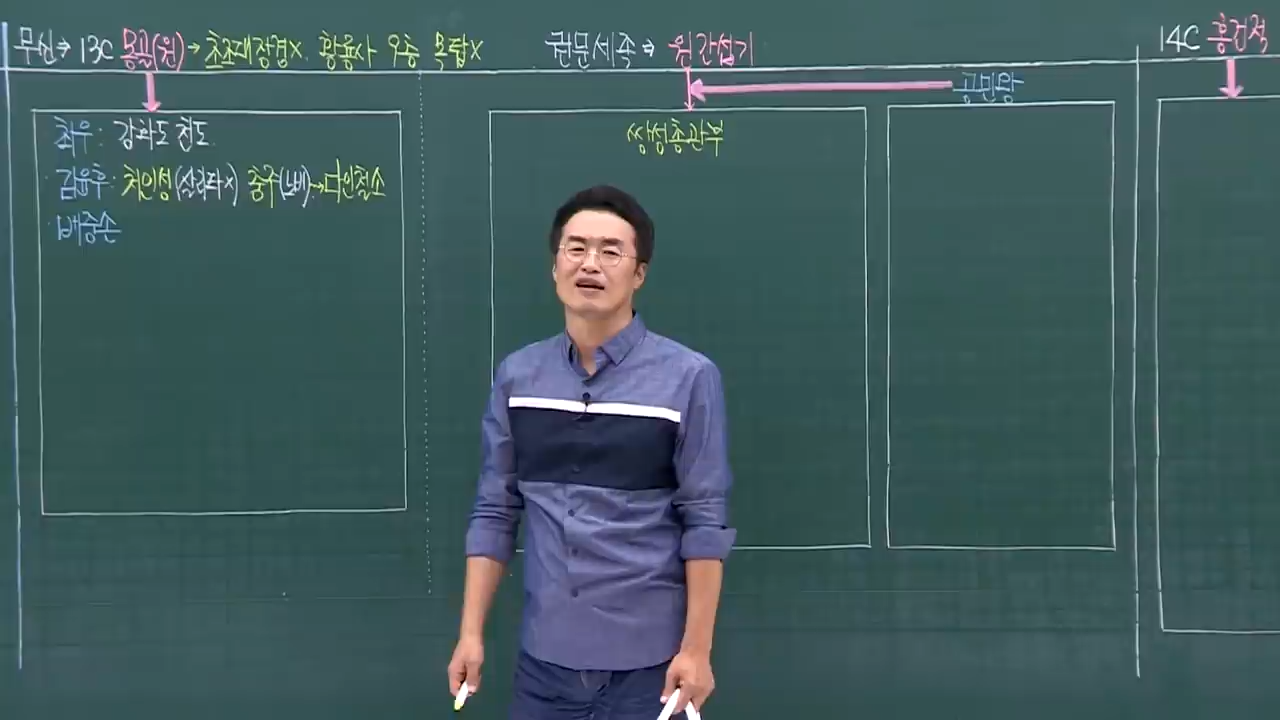 무신→ 13C 몽골(원) → 초조대장경× 황룡사 9층 목탑×
최우: 강화도 천도
김윤후: 처인성(살리타×) 충주(노비)→다인철소
배중손
권문세족 → 원간섭기
쌍성총관부
공민왕
14C 홍건적